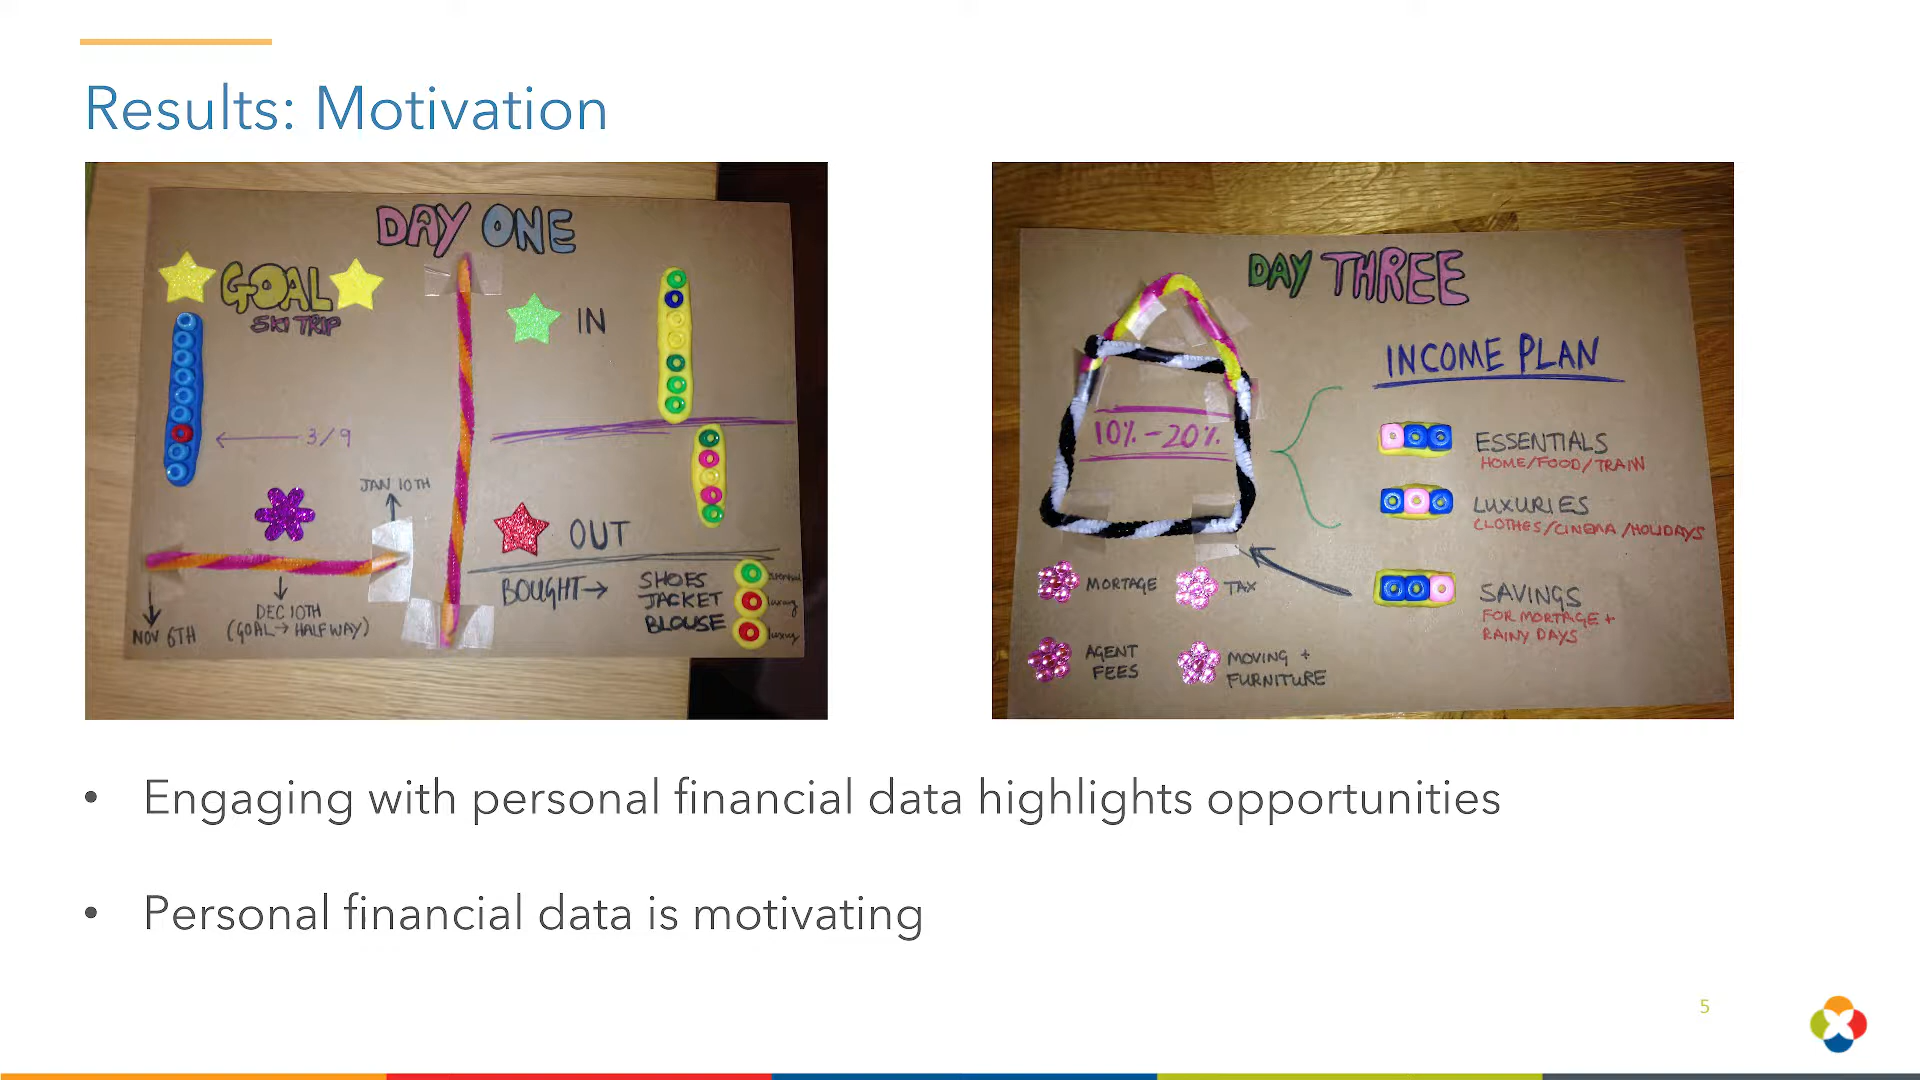 Results: Motivation
DAY ONE
GOAL
SKI TRIP
3/9
JAN 10TH
NOV 6TH
DEC 10TH
(GOAL→HALFWAY)
IN
OUT
BOUGHT→
SHOES
JACKET luxury
BLOUSE luxury
DAY THREE
10% - 20%
INCOME PLAN
ESSENTIALS
HOME/FOOD/TRAIN
LUXURIES
CLOTHES/CINEMA/HOLIDAYS
SAVINGS
FOR MORTAGE +
RAINY DAYS
MORTAGE
TAX
AGENT
FEES
MOVING +
FURNITURE
• Engaging with personal financial data highlights opportunities
• Personal financial data is motivating
5